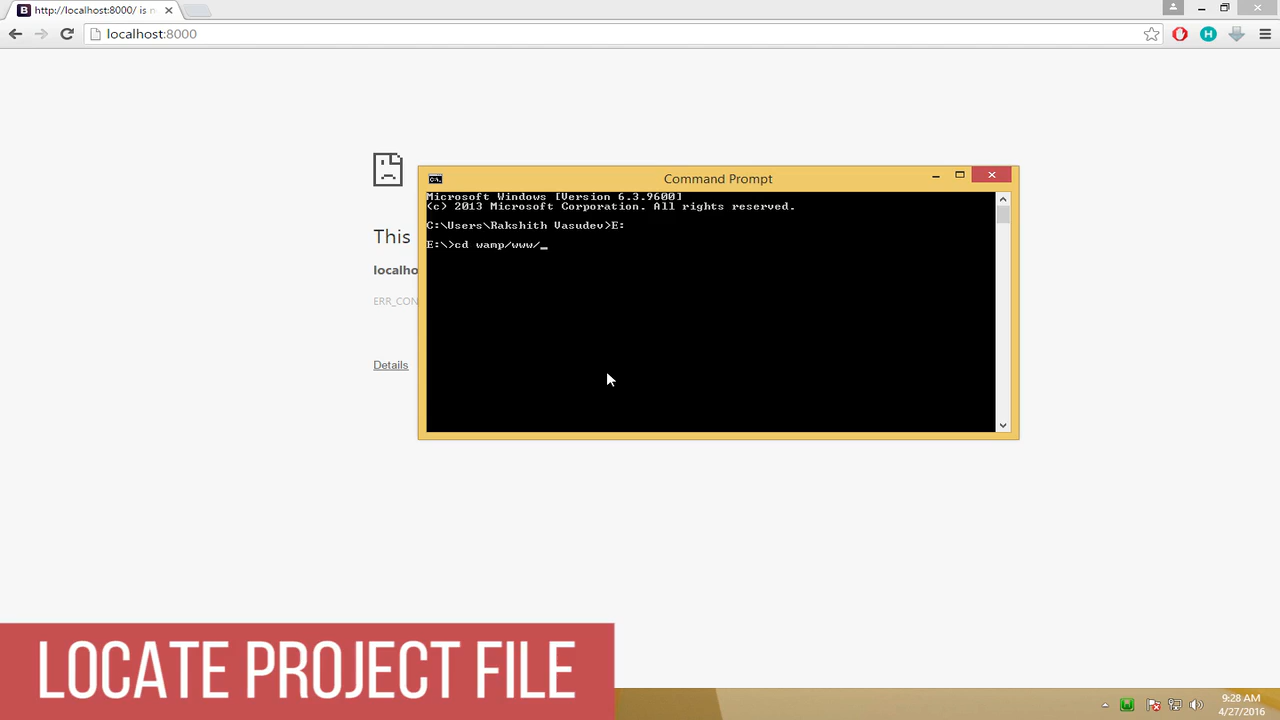 http://localhost:8000/ is n
localhost:8000
Command Prompt
Microsoft Windows [Version 6.3.9600]
(c) 2013 Microsoft Corporation. All rights reserved.
C:\Users\Rakshith Vasudev>E:
E:\>cd wamp/www/_
This
localho
ERR_CON
Details
LOCATE PROJECT FILE
9:28 AM
4/27/2016